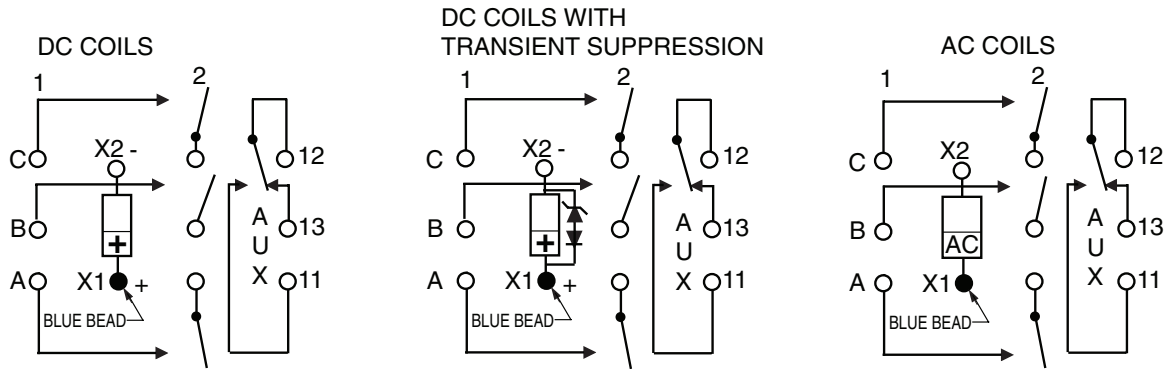 DC COILS
1
2
C
X2 -
12
B
+
A
U
X
13
A
X1
+
11
BLUE BEAD
DC COILS WITH
TRANSIENT SUPPRESSION
1
2
C
X2 -
12
B
+
A
U
X
13
A
X1
+
11
BLUE BEAD
AC COILS
1
2
C
X2
12
B
AC
A
U
X
13
A
X1
11
BLUE BEAD